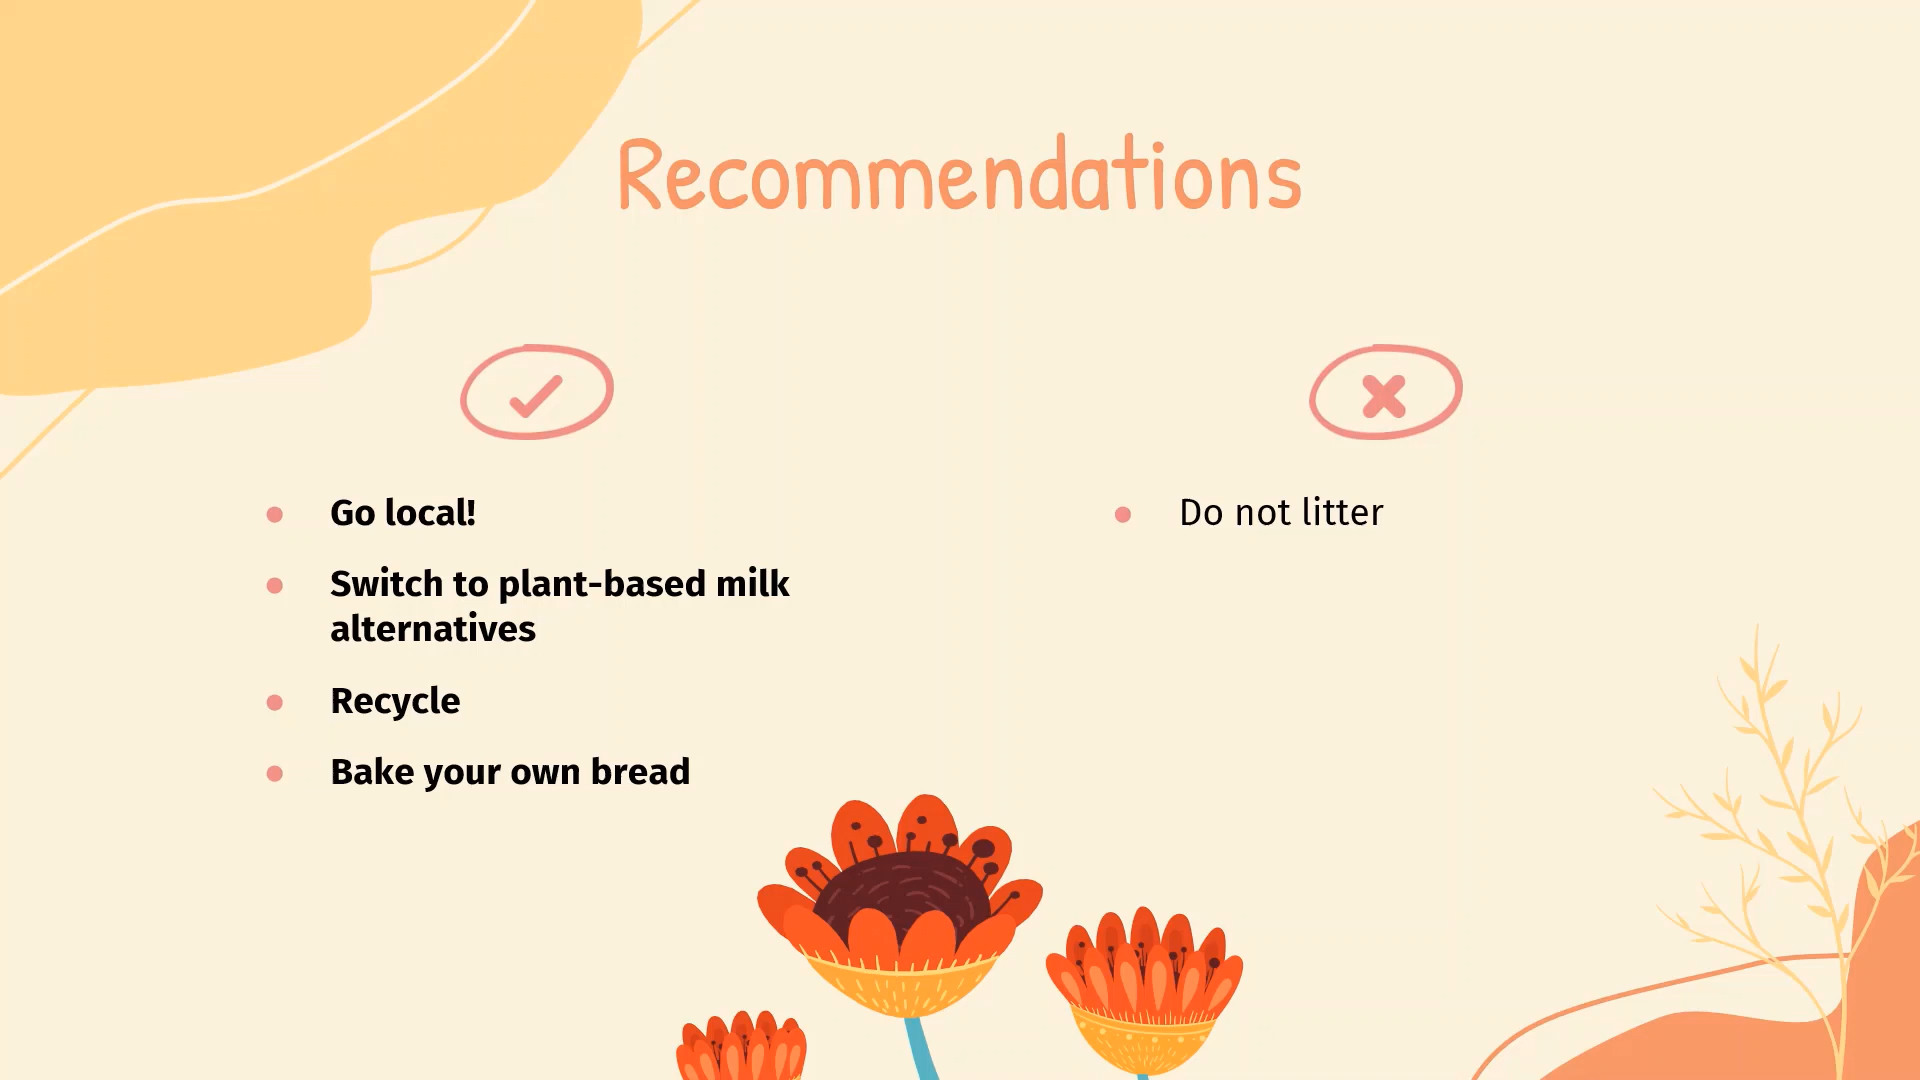 Recommendations
Go local!
Switch to plant-based milk
alternatives
Recycle
Bake your own bread
Do not litter